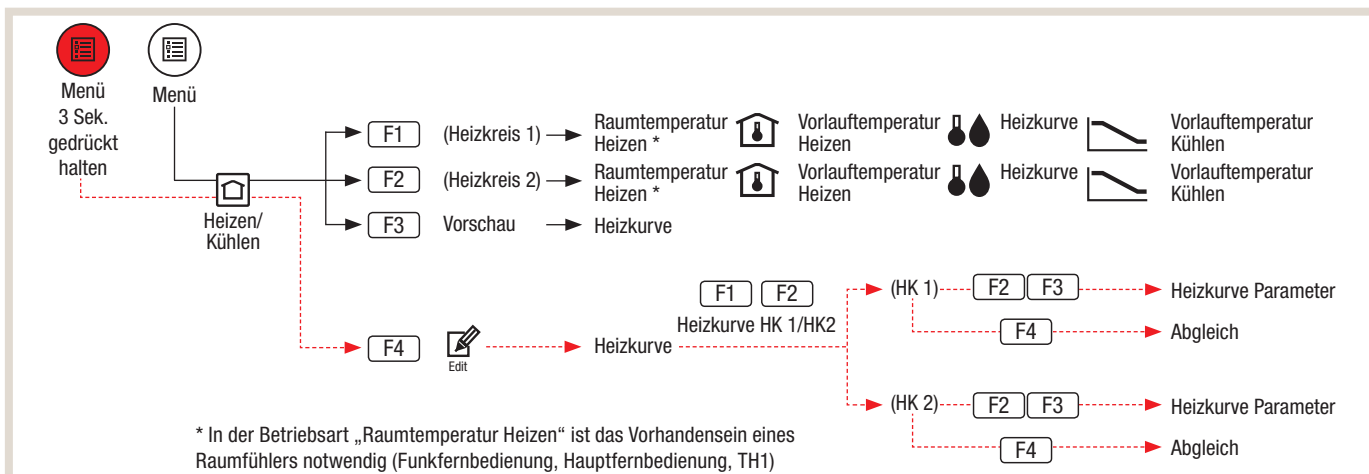 Menü
3 Sek.
gedrückt
halten
Menü
Heizen/
Kühlen
F1 (Heizkreis 1) Raumtemperatur Heizen * Vorlauftemperatur Heizen Heizkurve Vorlauftemperatur Kühlen
F2 (Heizkreis 2) Raumtemperatur Heizen * Vorlauftemperatur Heizen Heizkurve Vorlauftemperatur Kühlen
F3 Vorschau Heizkurve
F4 Edit Heizkurve
F1 F2
Heizkurve HK 1/HK2
(HK 1) F2 F3 Heizkurve Parameter
F4 Abgleich
(HK 2) F2 F3 Heizkurve Parameter
F4 Abgleich
* In der Betriebsart „Raumtemperatur Heizen“ ist das Vorhandensein eines
Raumfühlers notwendig (Funkfernbedienung, Hauptfernbedienung, TH1)